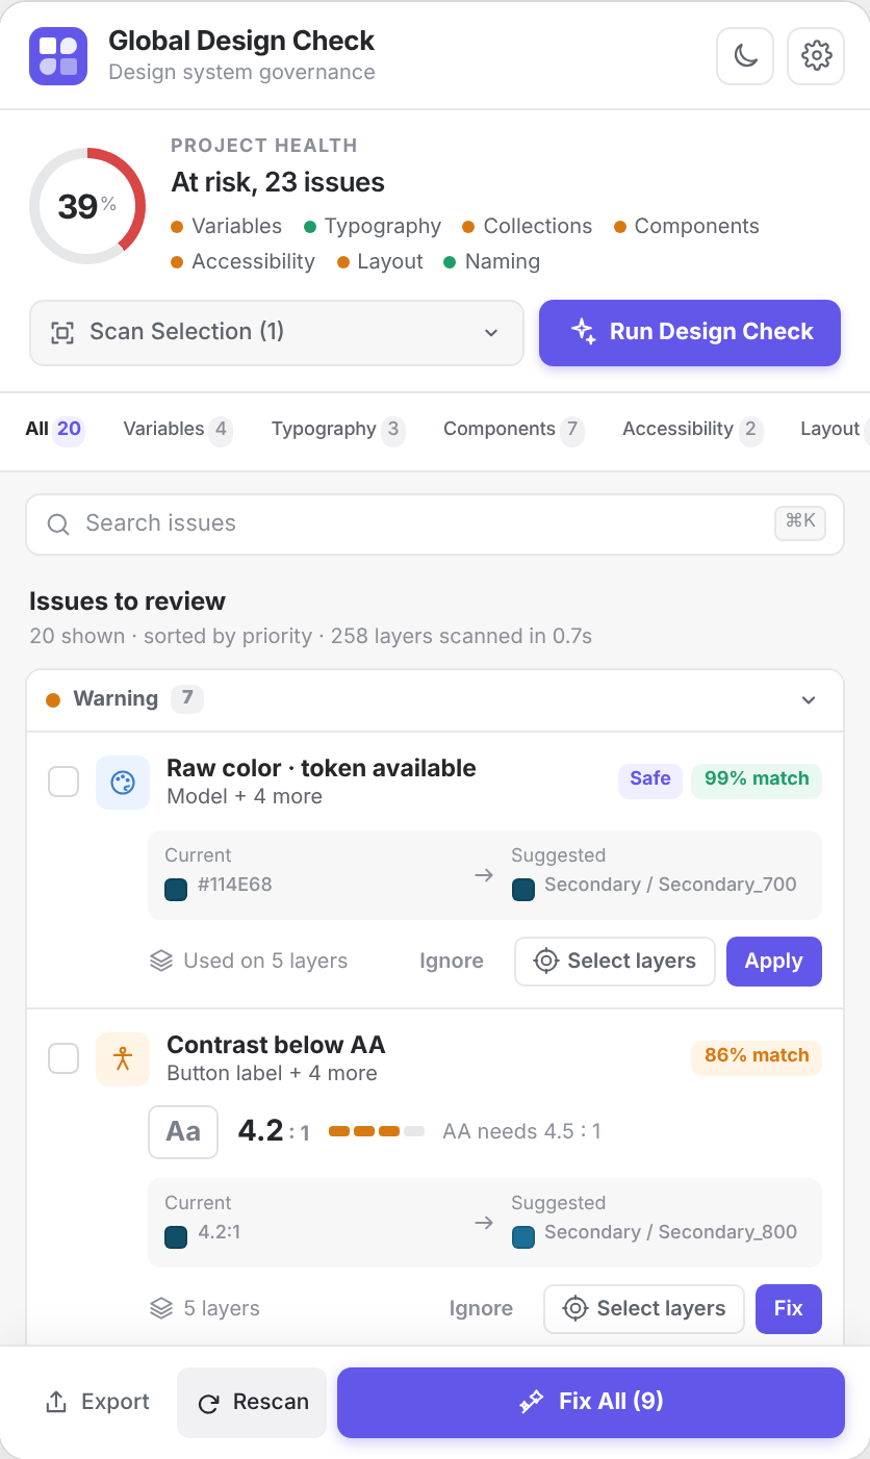 Global Design Check
Design system governance
PROJECT HEALTH
39%
At risk, 23 issues
Variables Typography Collections Components
Accessibility Layout Naming
Scan Selection (1) Run Design Check
All 20 Variables 4 Typography 3 Components 7 Accessibility 2 Layout
Search issues ⌘K
Issues to review
20 shown · sorted by priority · 258 layers scanned in 0.7s
Warning 7
Raw color · token available Safe 99% match
Model + 4 more
Current → Suggested
#114E68 Secondary / Secondary_700
Used on 5 layers Ignore Select layers Apply
Contrast below AA 86% match
Button label + 4 more
Aa 4.2 : 1 AA needs 4.5 : 1
Current → Suggested
4.2:1 Secondary / Secondary_800
5 layers Ignore Select layers Fix
Export Rescan Fix All (9)